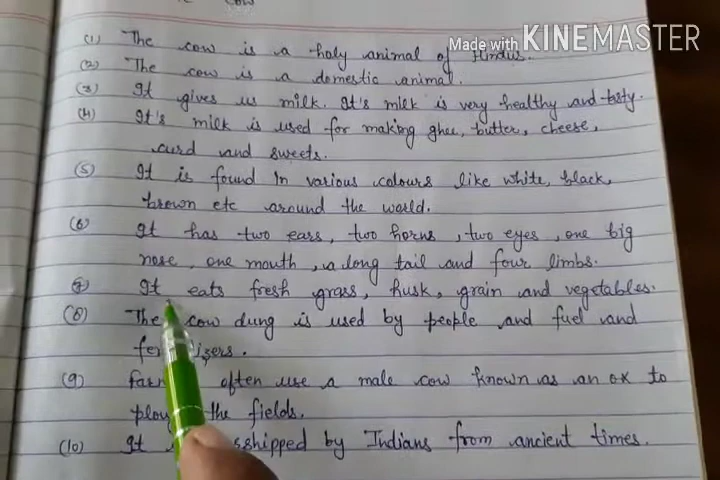 Cow
Made with KINEMASTER
(1) The cow is a holy animal of Hindus.
(2) The cow is a domestic animal.
(3) It gives us milk. It's milk is very healthy and tasty.
(4) It's milk is used for making ghee, butter, cheese,
curd and sweets.
(5) It is found In various colours like white, black,
brown etc around the world.
(6) It has two ears, two horns, two eyes, one big
nose, one mouth, a long tail and four limbs.
(7) It eats fresh grass, husk, grain and vegetables.
(8) The cow dung is used by people and fuel and
(9) often use a male cow known as an ox to
the fields.
(10) It by Indians from ancient times.